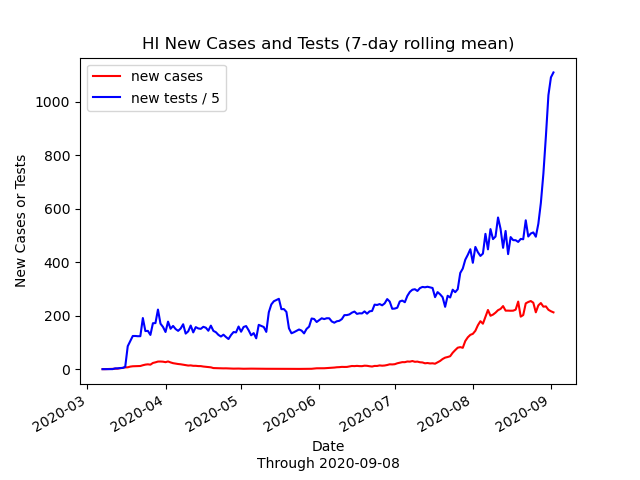 HI New Cases and Tests (7-day rolling mean)
new cases
new tests / 5
New Cases or Tests
1000
800
600
400
200
0
2020-03
2020-04
2020-05
2020-06
2020-07
2020-08
2020-09
Date
Through 2020-09-08